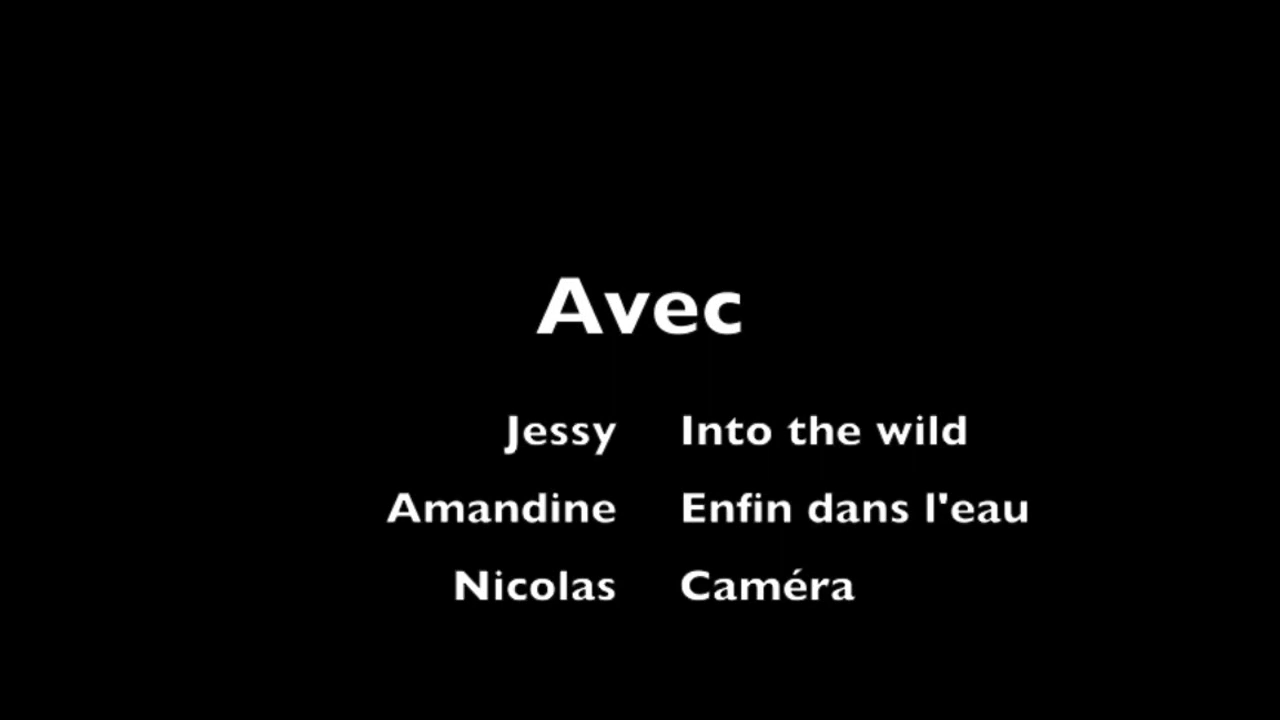 Avec
Jessy Into the wild
Amandine Enfin dans l'eau
Nicolas Caméra